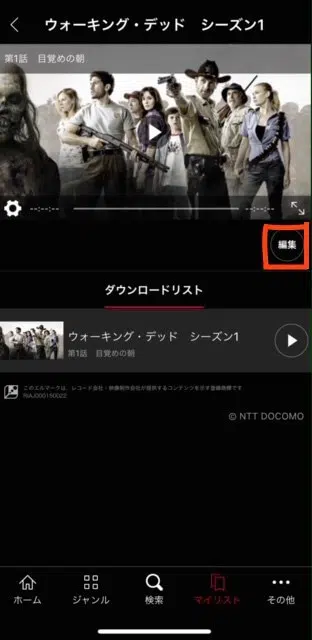 ウォーキング・デッド　シーズン1
第1話　目覚めの朝
--:--:--
--:--:--
編集
ダウンロードリスト
ウォーキング・デッド　シーズン1
第1話　目覚めの朝
このエルマークは、レコード会社・映像制作会社が提供するコンテンツを示す登録商標です
© NTT DOCOMO
ホーム
ジャンル
検索
マイリスト
その他